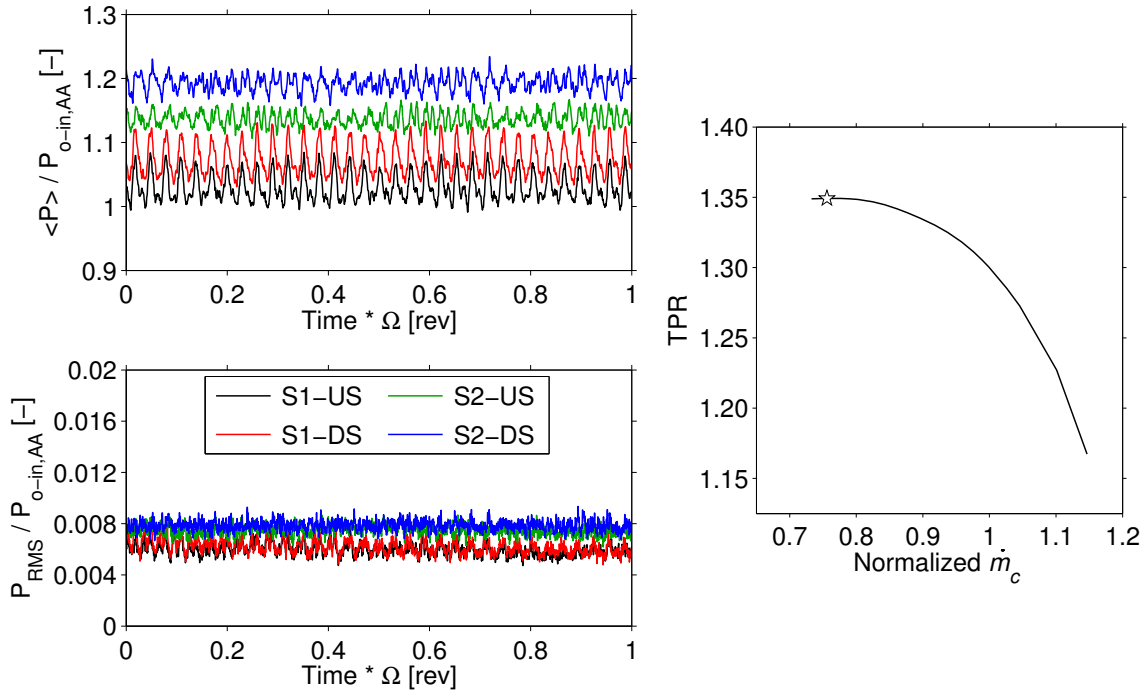 1.3
1.2
1.1
1
0.9
<P> / P_{o−in,AA} [−]
0 0.2 0.4 0.6 0.8 1
Time * Ω [rev]
0.02
0.016
0.012
0.008
0.004
0
P_{RMS} / P_{o−in,AA} [−]
S1−US S2−US
S1−DS S2−DS
0 0.2 0.4 0.6 0.8 1
Time * Ω [rev]
1.40
1.35
1.30
1.25
1.20
1.15
TPR
0.7 0.8 0.9 1 1.1 1.2
Normalized ṁ_c